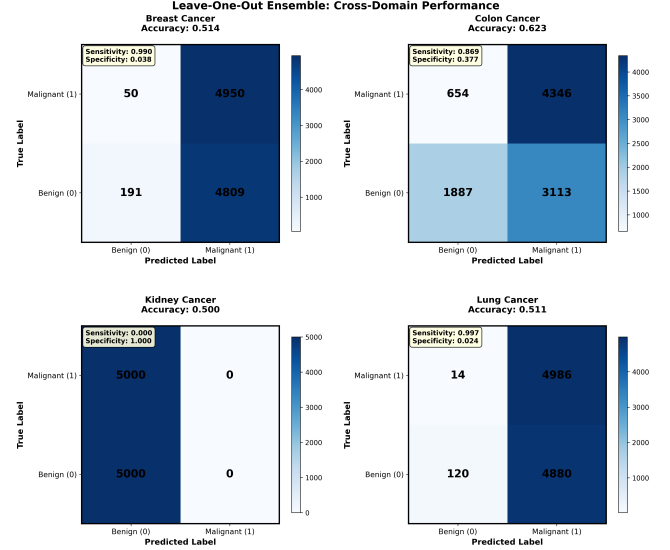 Leave-One-Out Ensemble: Cross-Domain Performance
Breast Cancer
Accuracy: 0.514
Sensitivity: 0.990
Specificity: 0.038
Malignant (1)
50
4950
Benign (0)
191
4809
True Label
Benign (0)
Malignant (1)
Predicted Label
4000
3000
2000
1000
Colon Cancer
Accuracy: 0.623
Sensitivity: 0.869
Specificity: 0.377
Malignant (1)
654
4346
Benign (0)
1887
3113
True Label
Benign (0)
Malignant (1)
Predicted Label
4000
3500
3000
2500
2000
1500
1000
Kidney Cancer
Accuracy: 0.500
Sensitivity: 0.000
Specificity: 1.000
Malignant (1)
5000
0
Benign (0)
5000
0
True Label
Benign (0)
Malignant (1)
Predicted Label
5000
4000
3000
2000
1000
0
Lung Cancer
Accuracy: 0.511
Sensitivity: 0.997
Specificity: 0.024
Malignant (1)
14
4986
Benign (0)
120
4880
True Label
Benign (0)
Malignant (1)
Predicted Label
4000
3000
2000
1000